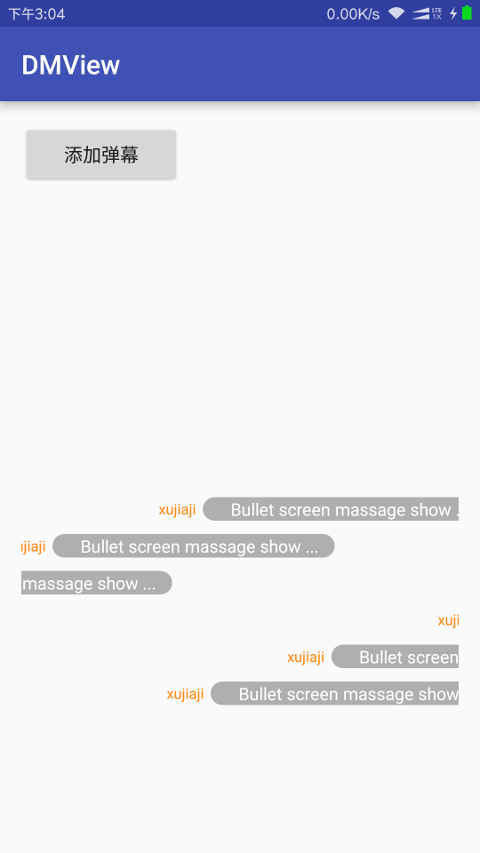 下午3:04 0.00K/s LTE 1X
DMView
添加弹幕
xujiaji Bullet screen massage show .
ujiaji Bullet screen massage show ...
massage show ...
xuji
xujiaji Bullet screen
xujiaji Bullet screen massage show